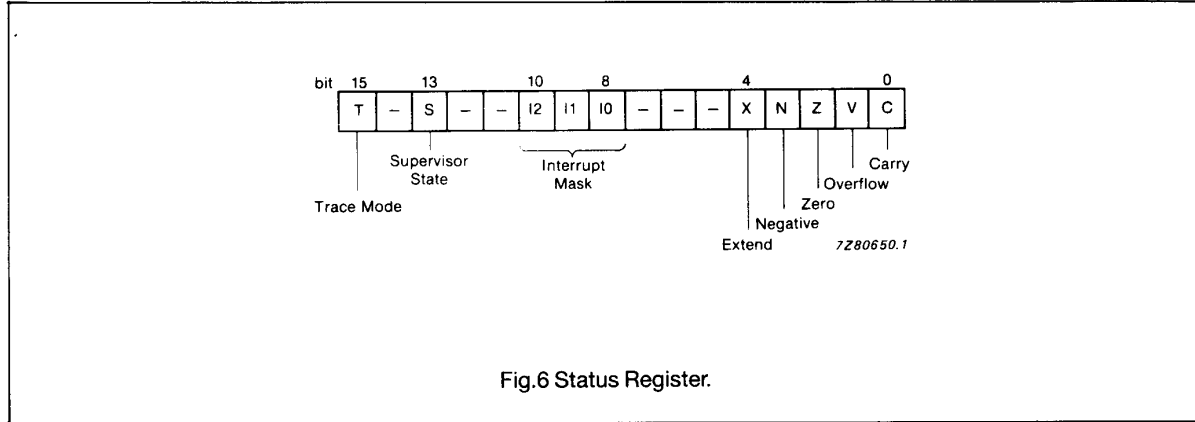 bit 15 13 10 8 4 0
T – S – – I2 I1 I0 – – – X N Z V C
Supervisor
State
Interrupt
Mask
Carry
Overflow
Trace Mode
Zero
Negative
Extend
7Z80650.1
Fig.6 Status Register.